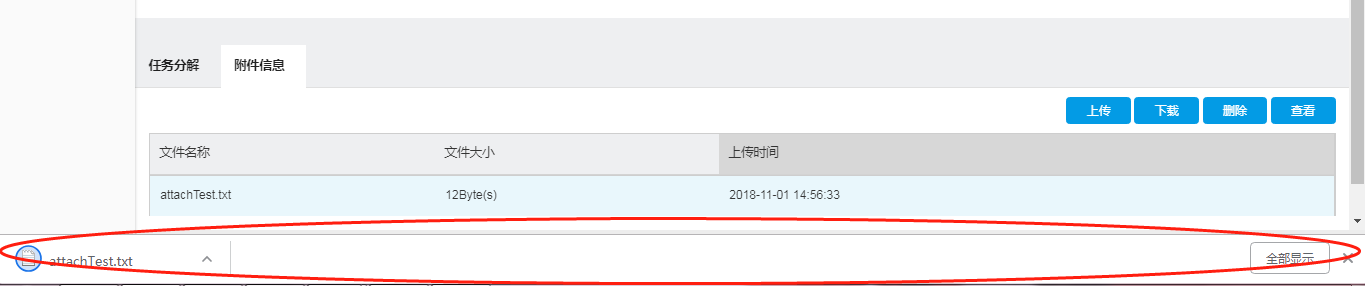 任务分解 附件信息
上传 下载 删除 查看
文件名称 文件大小 上传时间
attachTest.txt 12Byte(s) 2018-11-01 14:56:33
attachTest.txt 全部显示